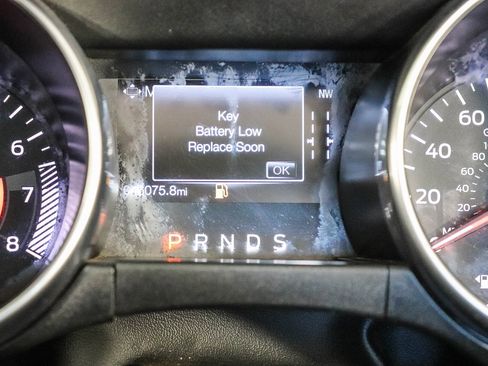 M
NW
Key
Battery Low
Replace Soon
OK
075.8mi
P R N D S
6
7
8
60
40
20
80
60
40
20